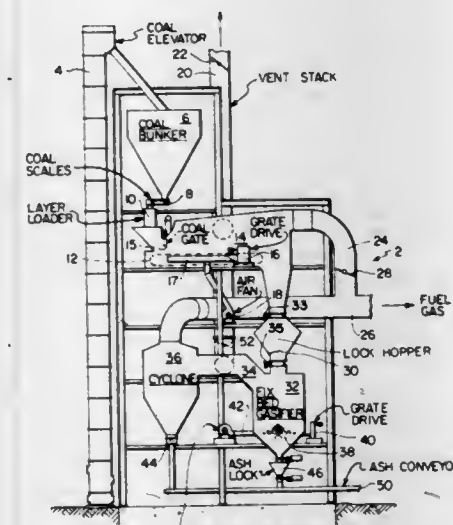 COAL
ELEVATOR
4
22
20
VENT STACK
6
COAL
BUNKER
COAL
SCALES
8
10
LAYER
LOADER
COAL
GATE
GRATE
DRIVE
14
15
16
12
17
24
2
28
AIR
FAN
18
33
FUEL
GAS
26
35
LOCK HOPPER
52
30
36
34
32
CYCLONE
FIX
BED
GASIFIER
42
GRATE
DRIVE
40
38
44
ASH
LOCK
46
ASH CONVEYO
50